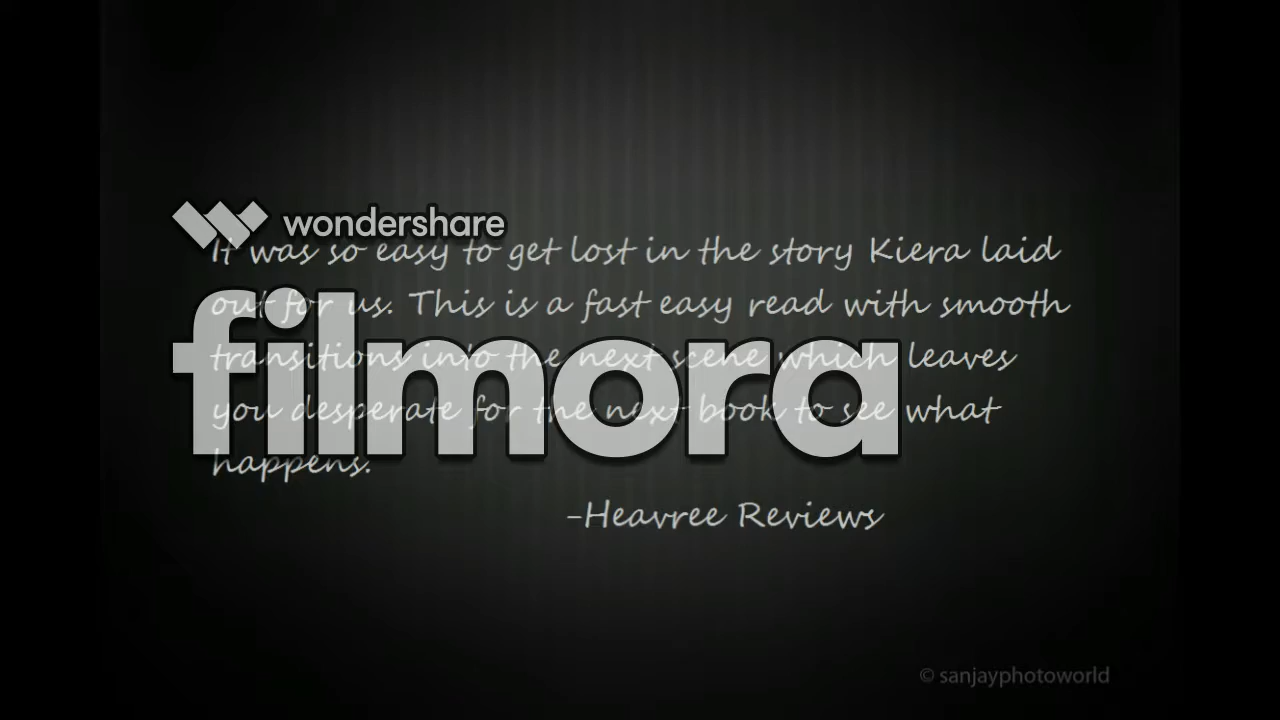 wondershare
filmora
It was so easy to get lost in the story Kiera laid
out for us. This is a fast easy read with smooth
transitions into the next scene which leaves
you desperate for the next book to see what
happens.
-Heavree Reviews
© sanjayphotoworld